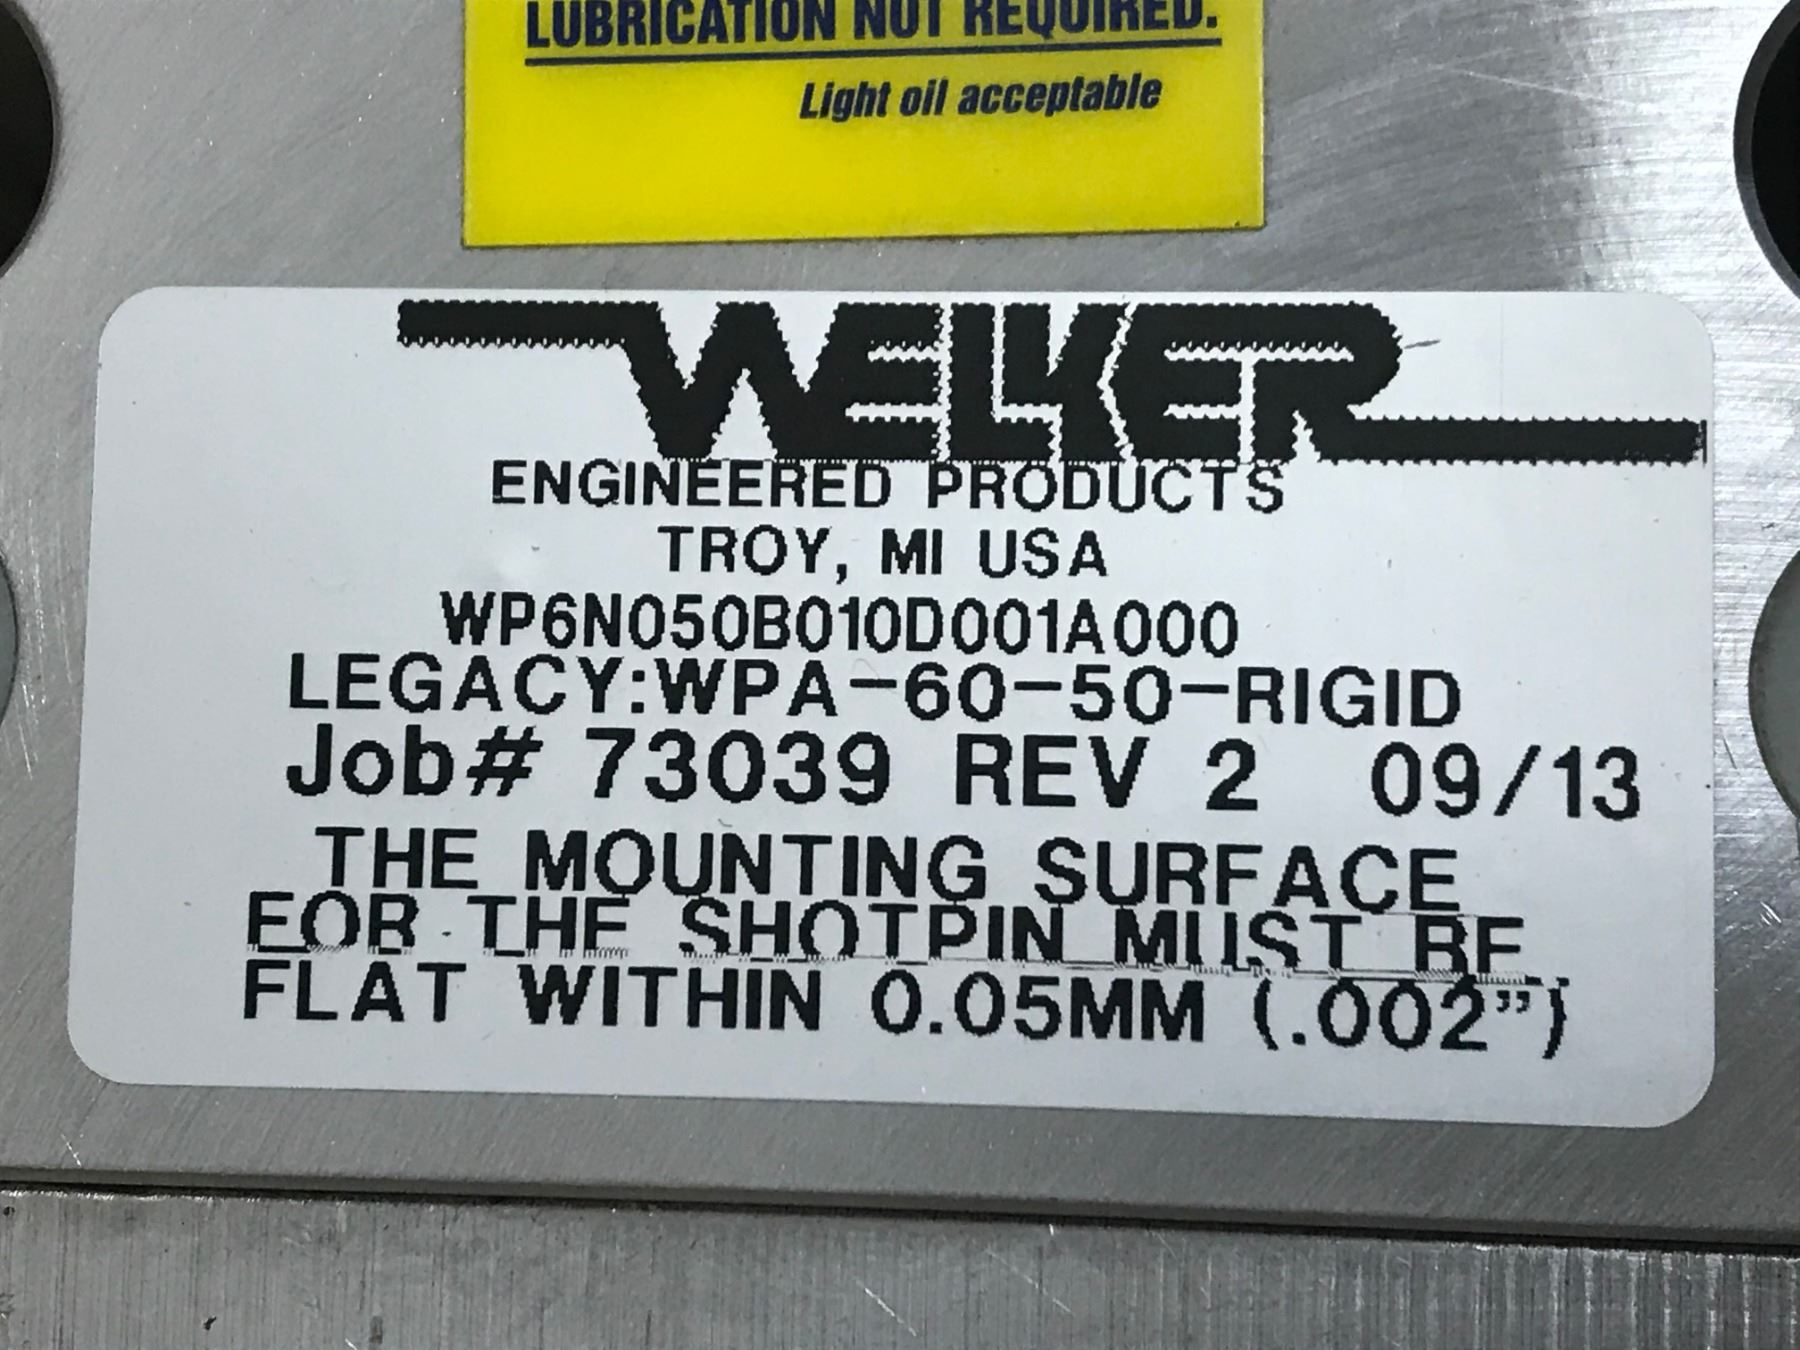 LUBRICATION NOT REQUIRED.
Light oil acceptable
WELKER
ENGINEERED PRODUCTS
TROY, MI USA
WP6N050B010D001A000
LEGACY:WPA-60-50-RIGID
Job# 73039 REV 2 09/13
THE MOUNTING SURFACE
FOR THE SHOTPIN MUST BE
FLAT WITHIN 0.05MM (.002")